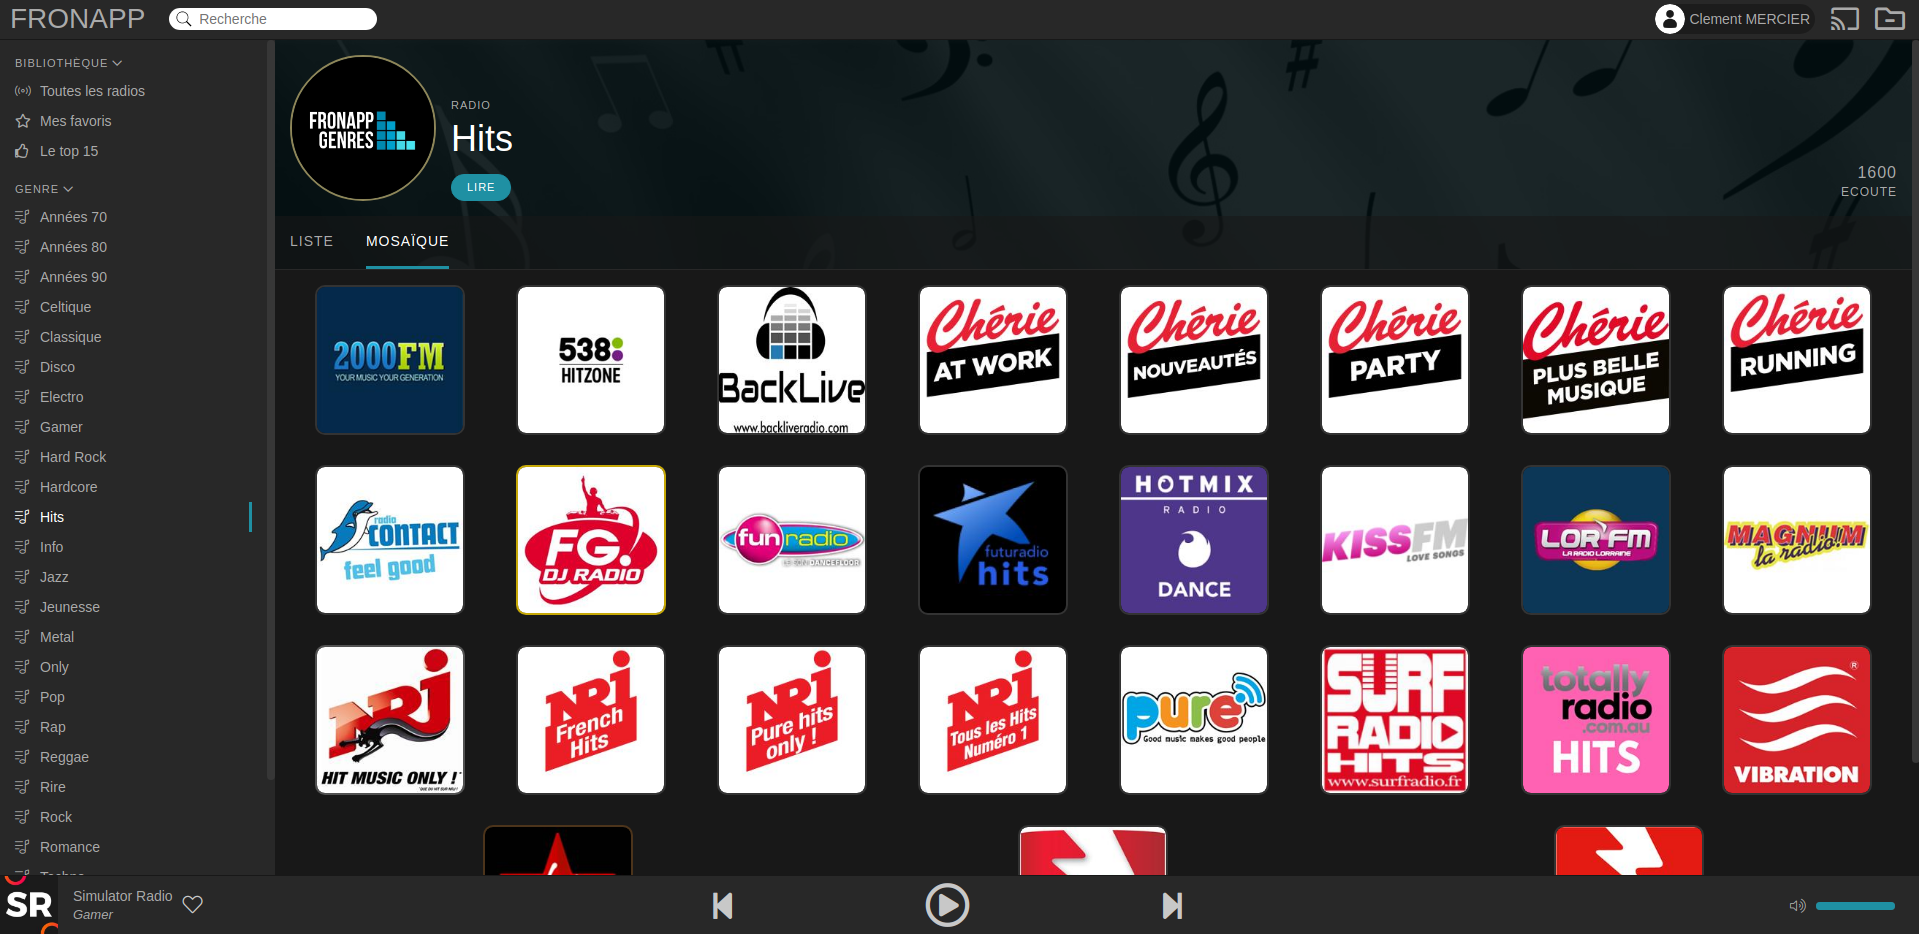 FRONAPP
Recherche
Clement MERCIER
BIBLIOTHÈQUE
Toutes les radios
Mes favoris
Le top 15
GENRE
Années 70
Années 80
Années 90
Celtique
Classique
Disco
Electro
Gamer
Hard Rock
Hardcore
Hits
Info
Jazz
Jeunesse
Metal
Only
Pop
Rap
Reggae
Rire
Rock
Romance
Techno
FRONAPP
GENRES
RADIO
Hits
LIRE
1600
ECOUTE
LISTE
MOSAÏQUE
2000FM
YOUR MUSIC YOUR GENERATION
538
HITZONE
BackLive
www.backliveradio.com
Chérie
AT WORK
Chérie
NOUVEAUTÉS
Chérie
PARTY
Chérie
PLUS BELLE
MUSIQUE
Chérie
RUNNING
radio
CONTACT
feel good
FG.
DJ RADIO
fun radio
LE SON DANCEFLOOR
futuradio
hits
HOTMIX
RADIO
DANCE
KISSFM
LOVE SONGS
LOR'FM
LA RADIO LORRAINE
MAGNUM
la radio!
NRJ
HIT MUSIC ONLY !
NRJ
French
Hits
NRJ
Pure hits
only !
NRJ
Tous les Hits
Numéro 1
pure
Good music makes good people
SURF
RADIO
HITS
www.surfradio.fr
totally
radio
.com.au
HITS
®
VIBRATION
SR
Simulator Radio
Gamer